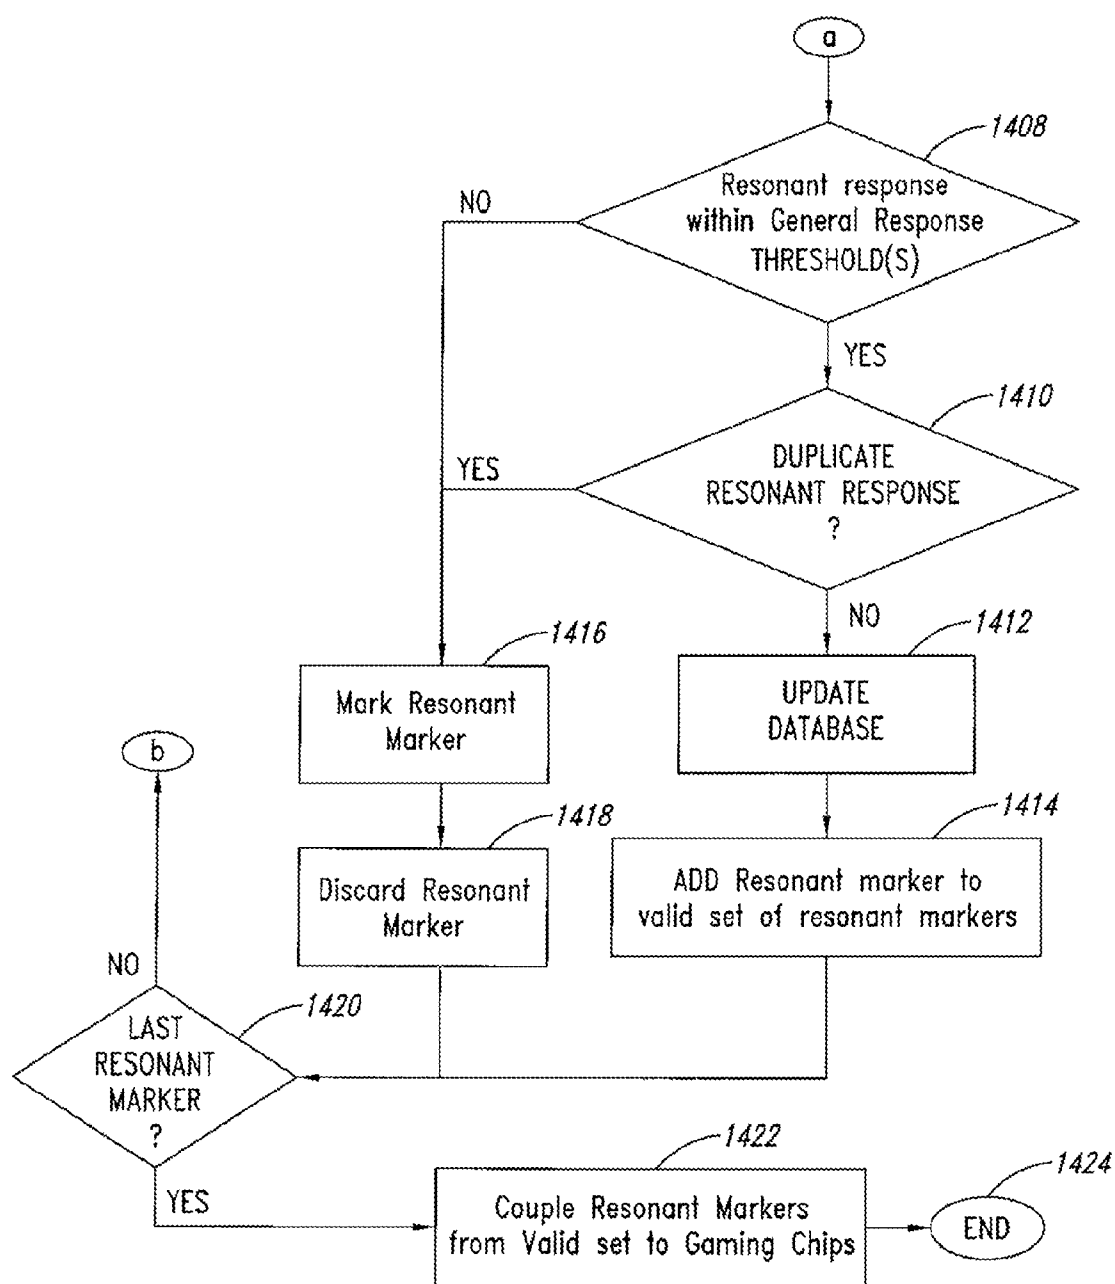 a
1408
Resonant response
within General Response
THRESHOLD(S)
NO
YES
1410
DUPLICATE
RESONANT RESPONSE
?
YES
NO
1416
Mark Resonant
Marker
1412
UPDATE
DATABASE
b
1418
Discard Resonant
Marker
1414
ADD Resonant marker to
valid set of resonant markers
NO
1420
LAST
RESONANT
MARKER
?
YES
1422
Couple Resonant Markers
from Valid set to Gaming Chips
1424
END